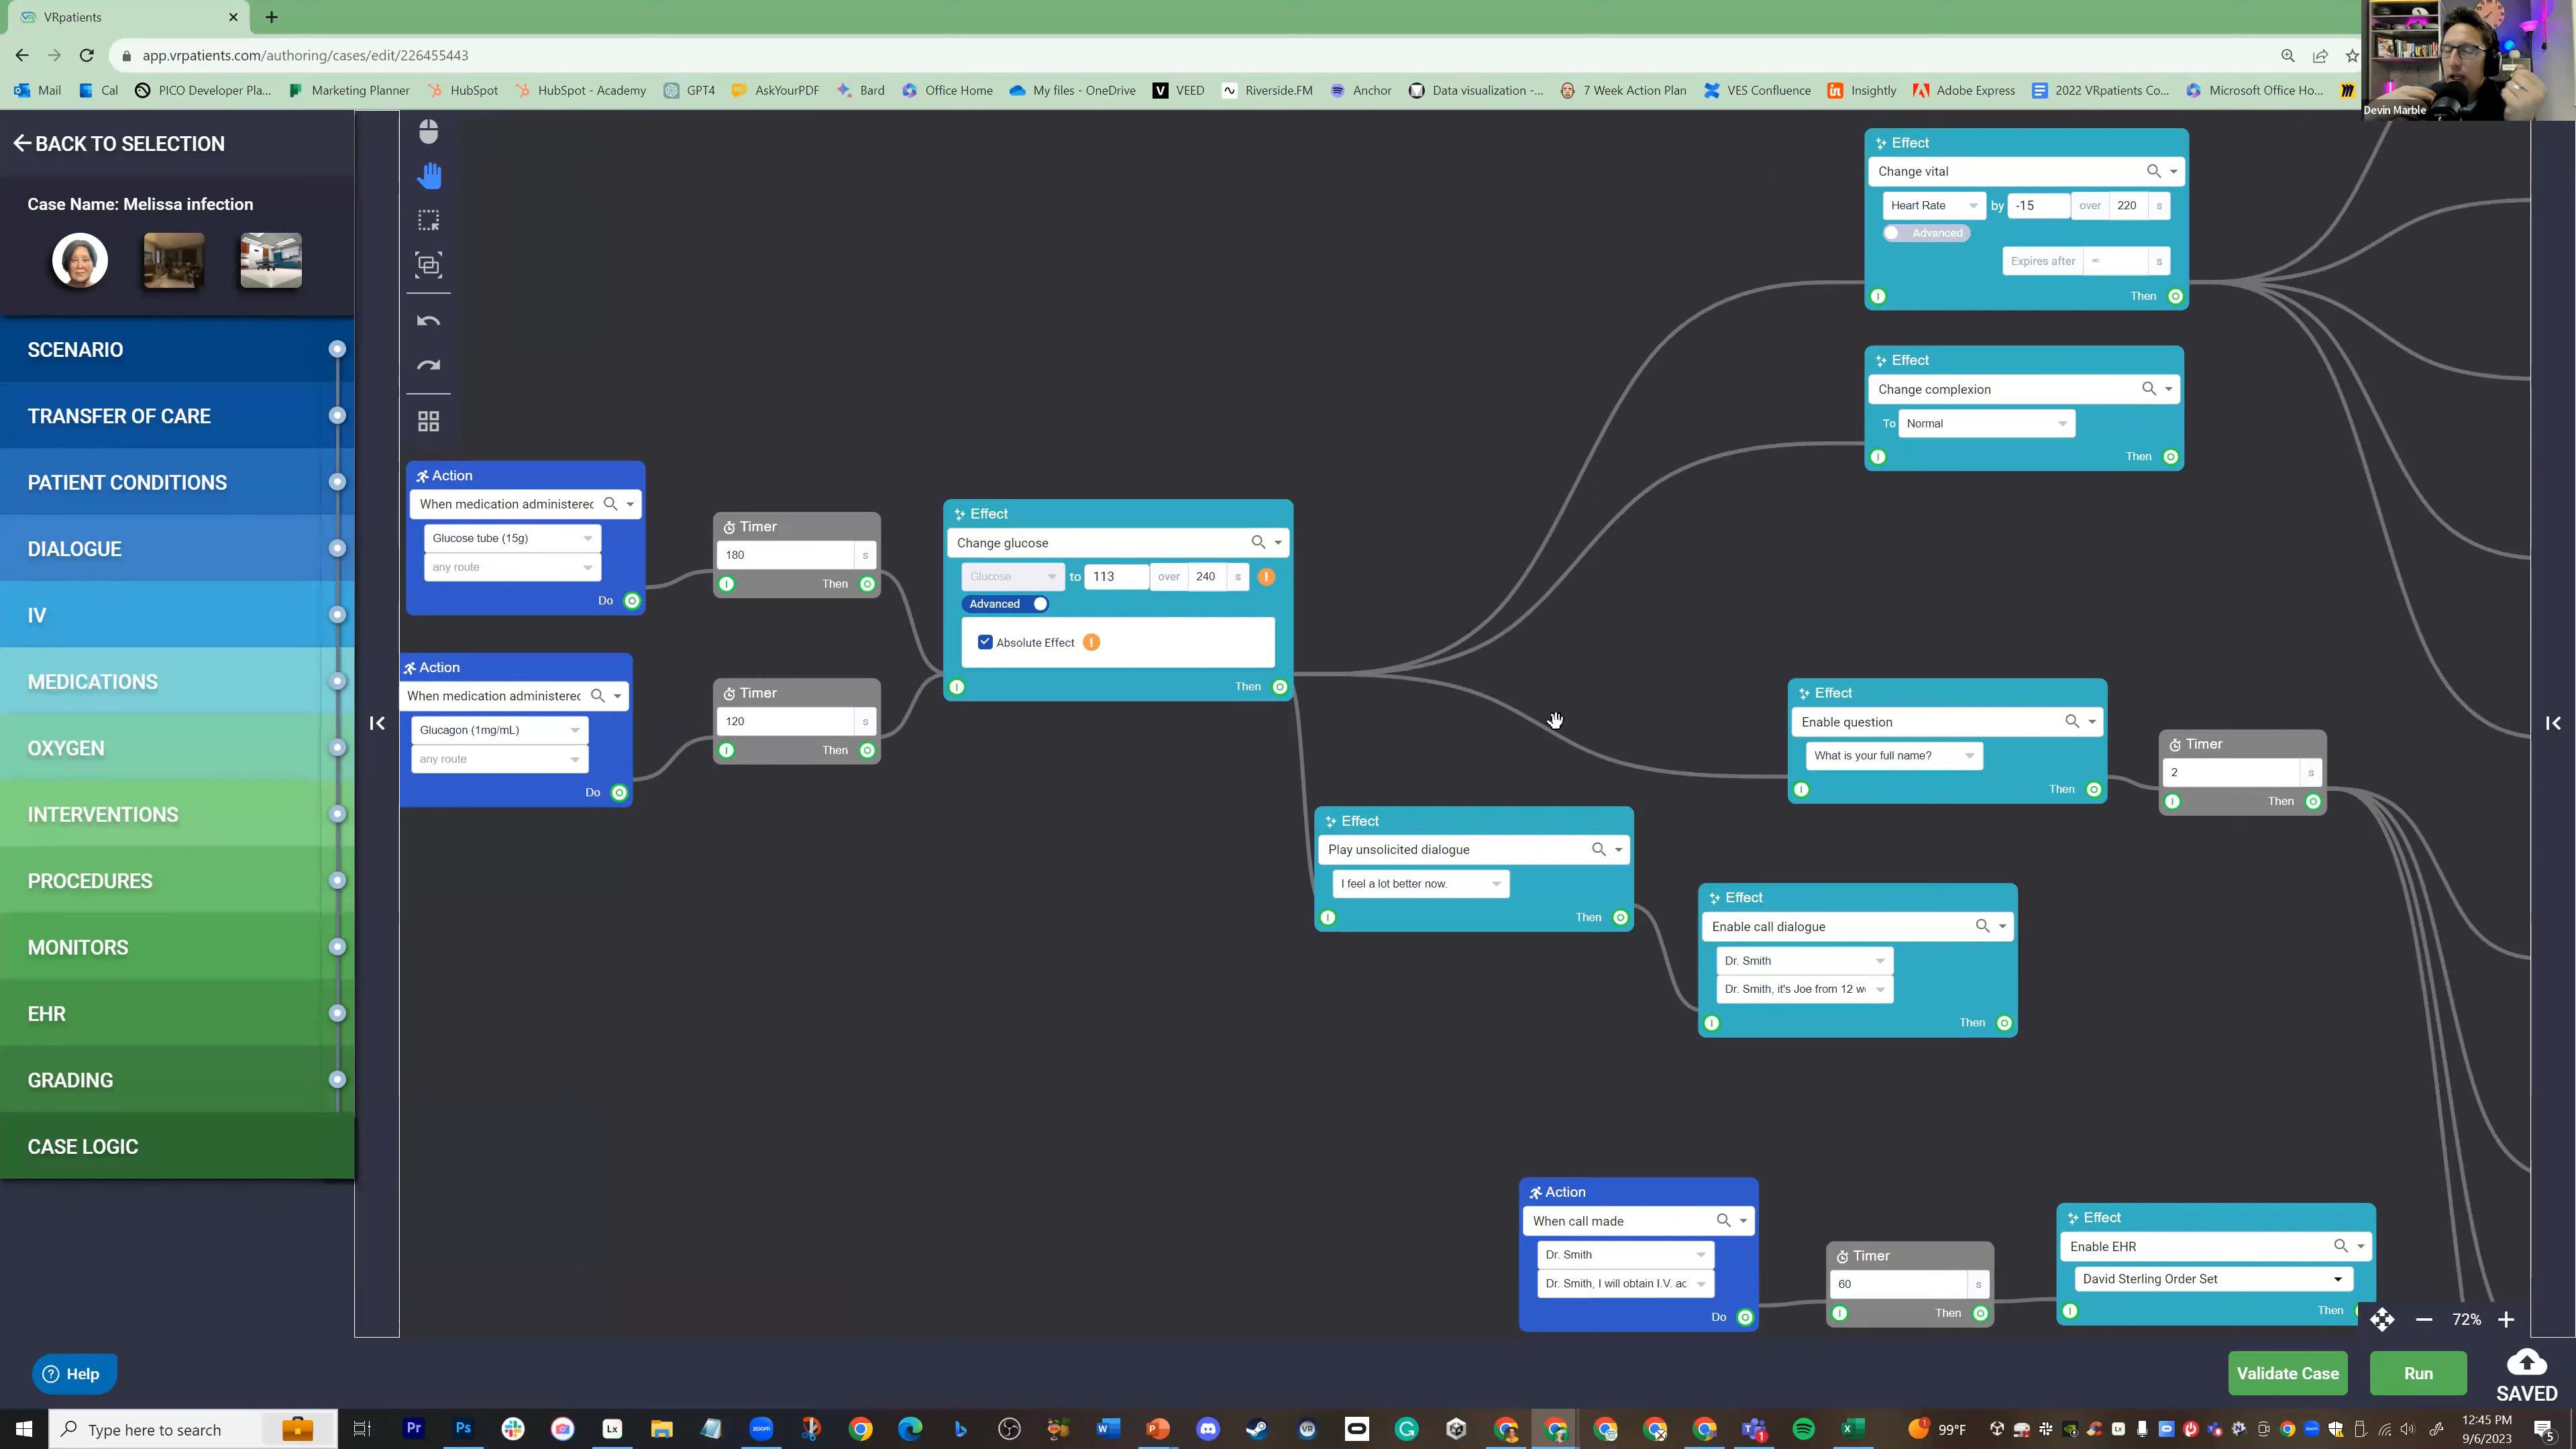 VRpatients
app.vrpatients.com/authoring/cases/edit/226455443
Mail Cal PICO Developer Pla... Marketing Planner HubSpot HubSpot - Academy GPT4 AskYourPDF Bard Office Home My files - OneDrive VEED Riverside.FM Anchor Data visualization -... 7 Week Action Plan VES Confluence Insightly Adobe Express 2022 VRpatients Co... Microsoft Office Ho...
Devin Marble
BACK TO SELECTION
Case Name: Melissa infection
SCENARIO
TRANSFER OF CARE
PATIENT CONDITIONS
DIALOGUE
IV
MEDICATIONS
OXYGEN
INTERVENTIONS
PROCEDURES
MONITORS
EHR
GRADING
CASE LOGIC
Help
Effect
Change vital
Heart Rate by -15 over 220 s
Advanced
Expires after ∞ s
Then
Effect
Change complexion
To Normal
Then
Action
When medication administered
Glucose tube (15g)
any route
Do
Timer
180 s
Then
Effect
Change glucose
Glucose to 113 over 240 s
Advanced
Absolute Effect
Then
Action
When medication administered
Glucagon (1mg/mL)
any route
Do
Timer
120 s
Then
Effect
Enable question
What is your full name?
Then
Timer
2 s
Then
Effect
Play unsolicited dialogue
I feel a lot better now.
Then
Effect
Enable call dialogue
Dr. Smith
Dr. Smith, it's Joe from 12 w
Then
Action
When call made
Dr. Smith
Dr. Smith, I will obtain I.V. ac
Do
Timer
60 s
Then
Effect
Enable EHR
David Sterling Order Set
Then
72%
Validate Case
Run
SAVED
Type here to search
99°F
12:45 PM
9/6/2023
5